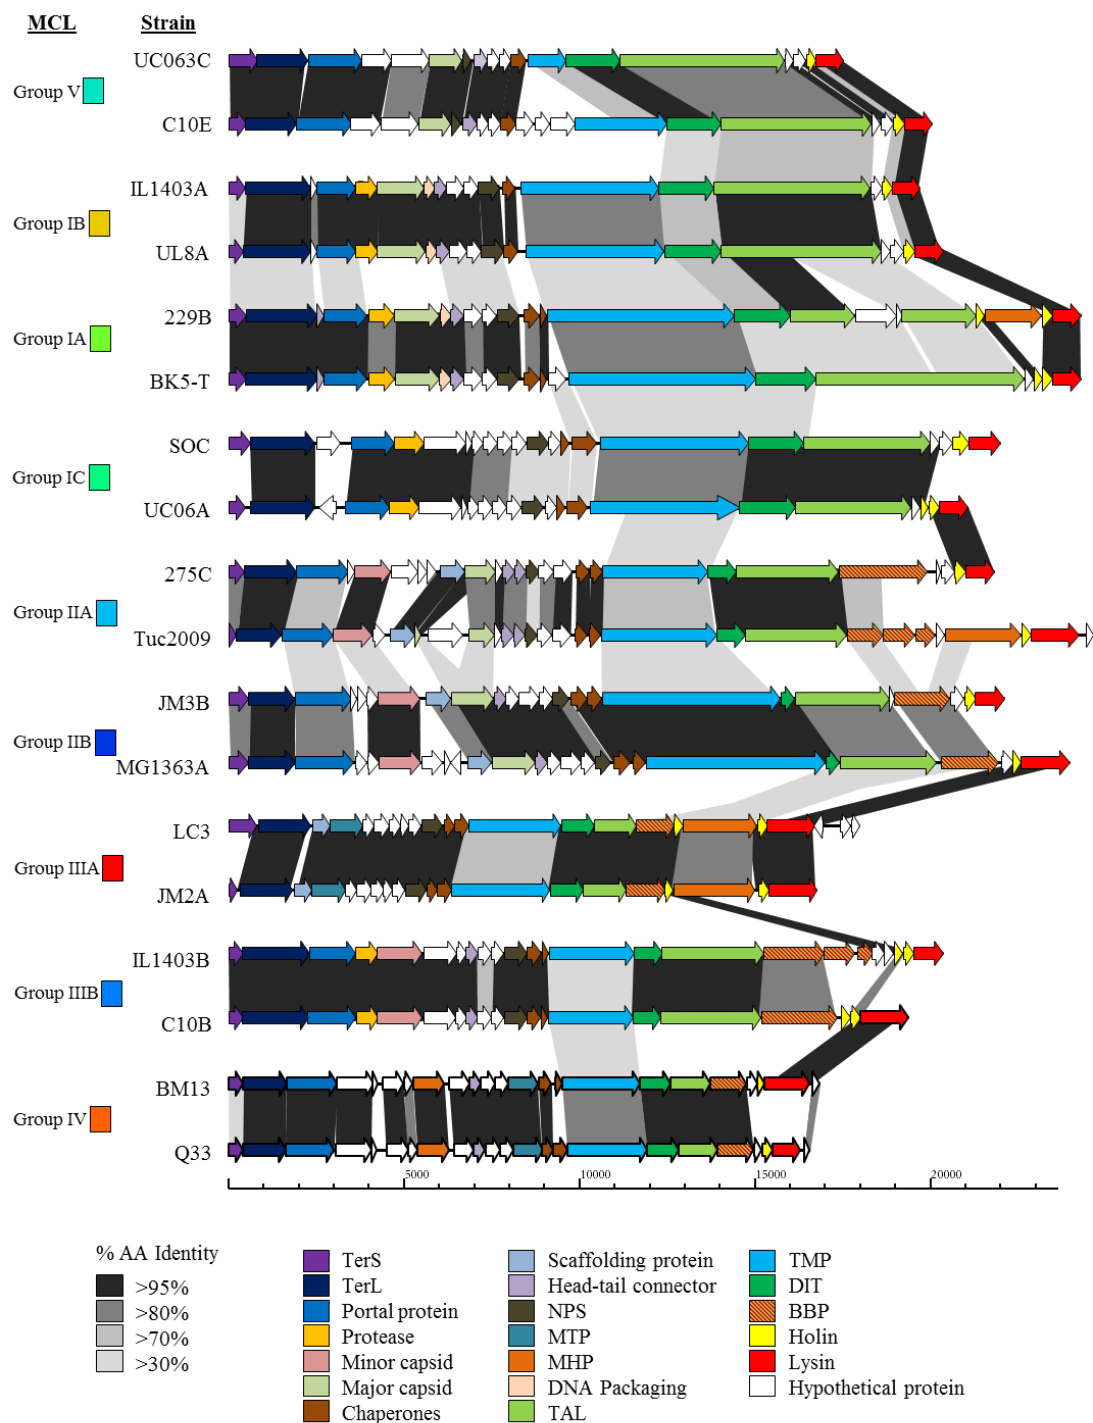 MCL Strain
UC063C
Group V
C10E
IL1403A
Group IB
UL8A
229B
Group IA
BK5-T
SOC
Group IC
UC06A
275C
Group IIA
Tuc2009
JM3B
Group IIB
MG1363A
LC3
Group IIIA
JM2A
IL1403B
Group IIIB
C10B
BM13
Group IV
Q33
5000 10000 15000 20000
% AA Identity
>95%
>80%
>70%
>30%
TerS
TerL
Portal protein
Protease
Minor capsid
Major capsid
Chaperones
Scaffolding protein
Head-tail connector
NPS
MTP
MHP
DNA Packaging
TAL
TMP
DIT
BBP
Holin
Lysin
Hypothetical protein